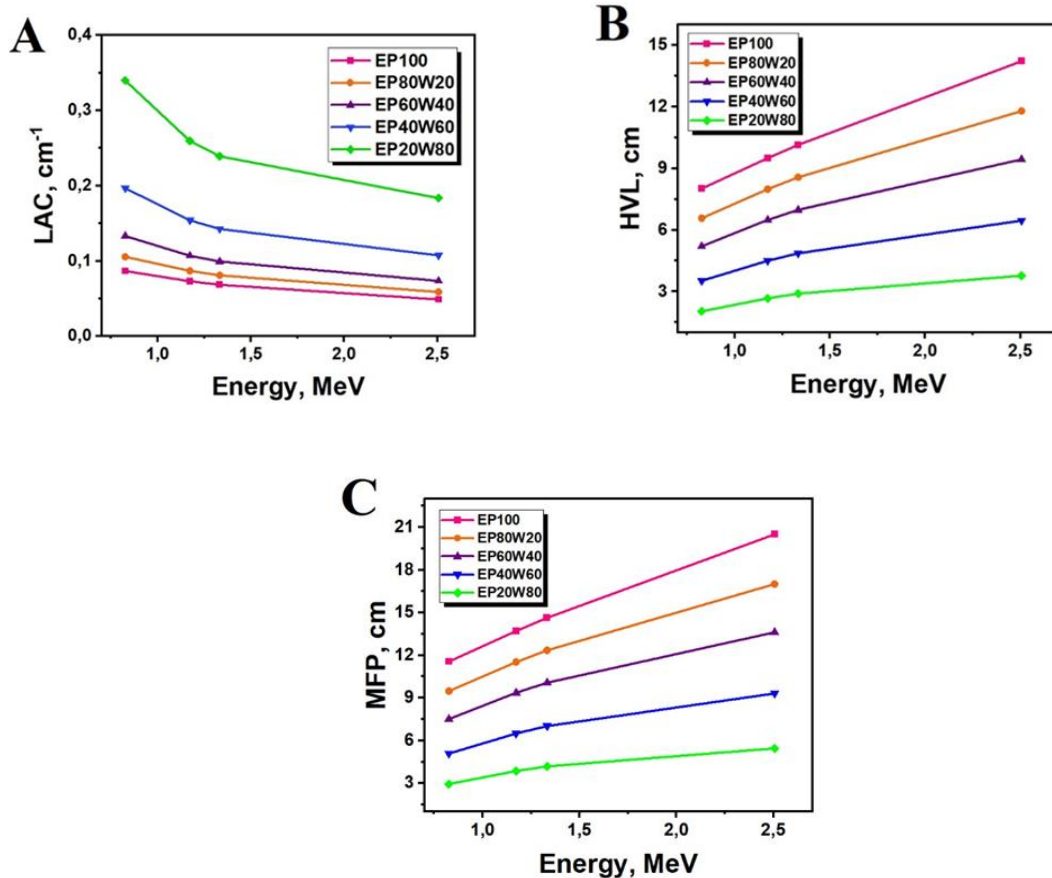 A
LAC, cm⁻¹
0,4
0,3
0,2
0,1
0,0
EP100
EP80W20
EP60W40
EP40W60
EP20W80
1,0
1,5
2,0
2,5
Energy, MeV
B
HVL, cm
15
12
9
6
3
EP100
EP80W20
EP60W40
EP40W60
EP20W80
1,0
1,5
2,0
2,5
Energy, MeV
C
MFP, cm
21
18
15
12
9
6
3
EP100
EP80W20
EP60W40
EP40W60
EP20W80
1,0
1,5
2,0
2,5
Energy, MeV